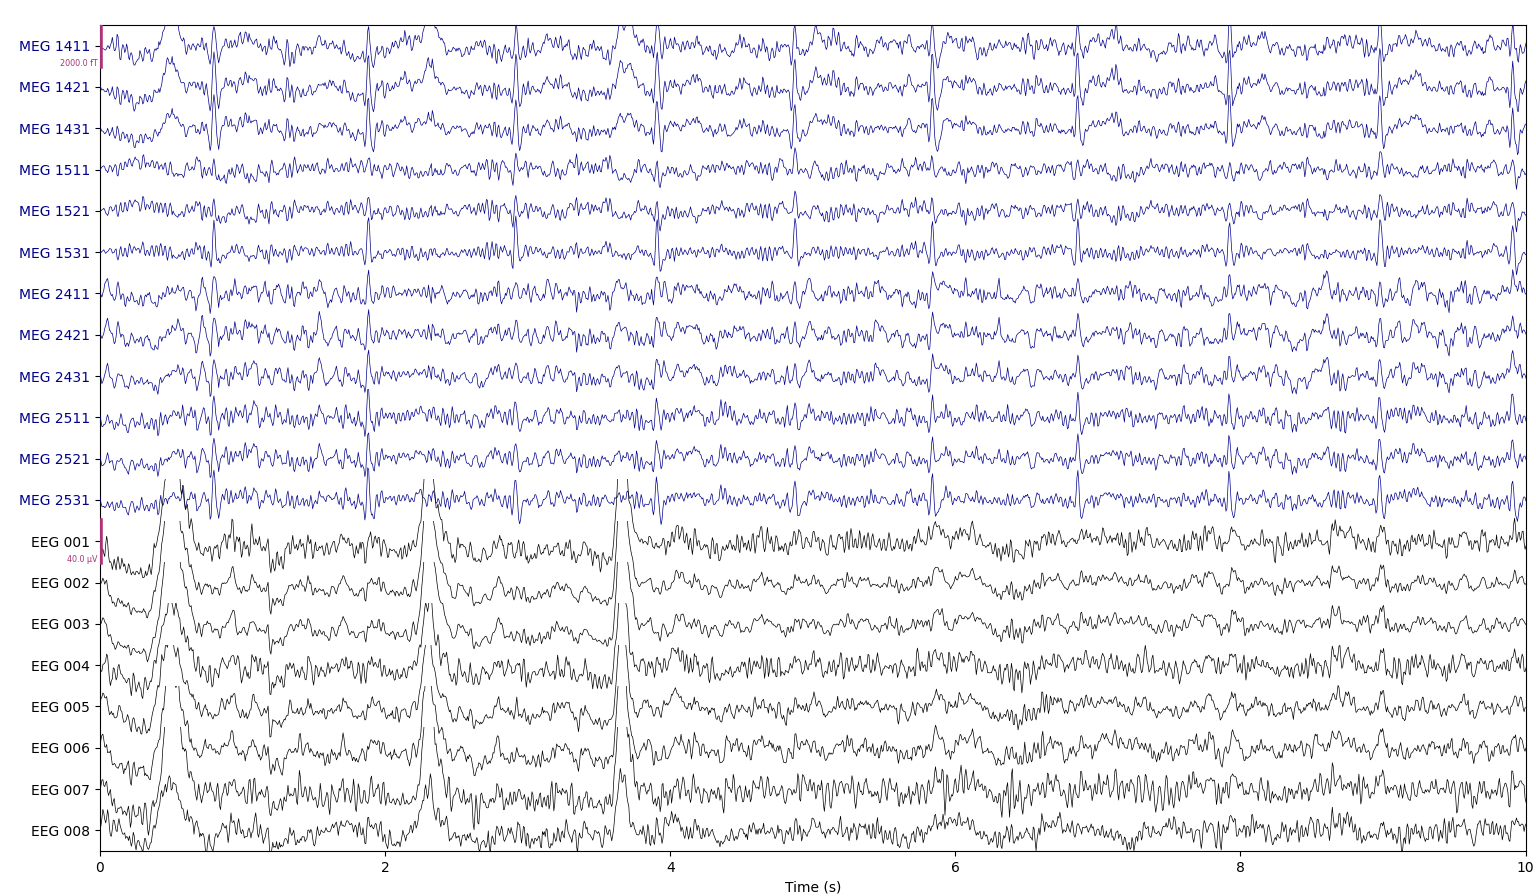 MEG 1411
2000.0 fT
MEG 1421
MEG 1431
MEG 1511
MEG 1521
MEG 1531
MEG 2411
MEG 2421
MEG 2431
MEG 2511
MEG 2521
MEG 2531
EEG 001
40.0 µV
EEG 002
EEG 003
EEG 004
EEG 005
EEG 006
EEG 007
EEG 008
0 2 4 6 8 10
Time (s)